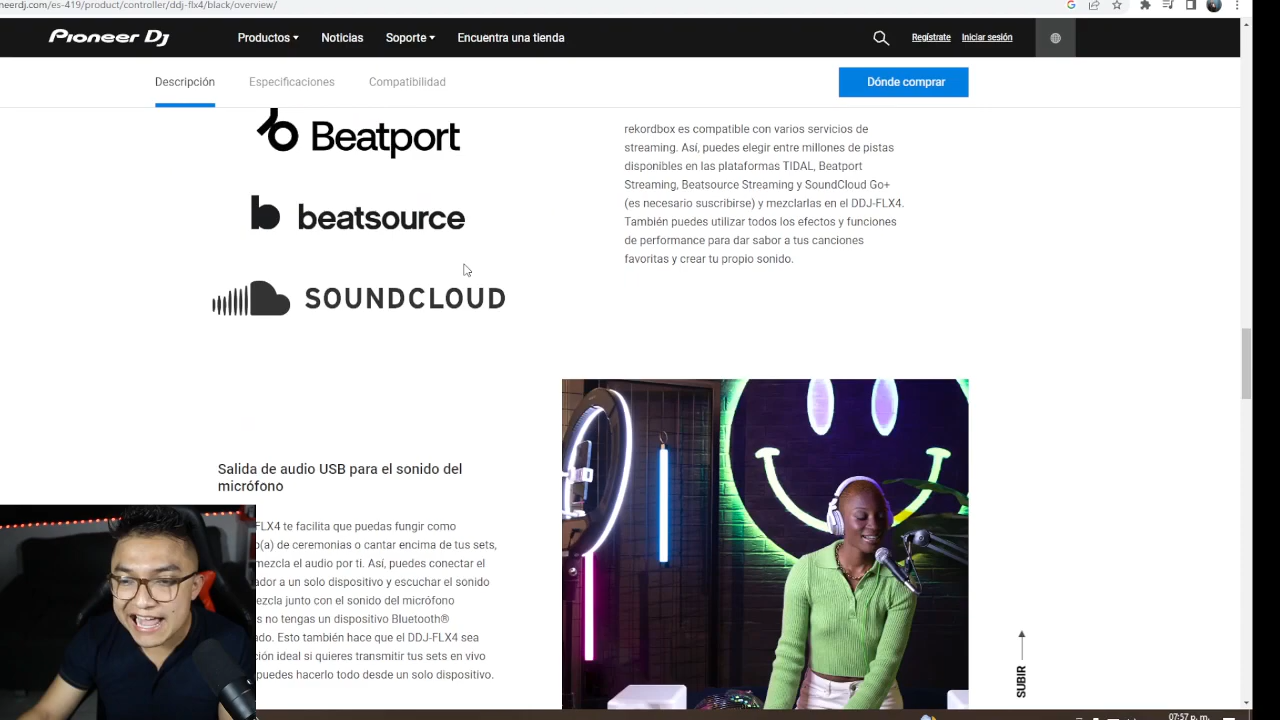 neerdj.com/es-419/product/controller/ddj-flx4/black/overview/
Pioneer Dj
Productos
Noticias
Soporte
Encuentra una tienda
Regístrate
Iniciar sesión
Descripción
Especificaciones
Compatibilidad
Dónde comprar
Beatport
beatsource
SOUNDCLOUD
rekordbox es compatible con varios servicios de
streaming. Así, puedes elegir entre millones de pistas
disponibles en las plataformas TIDAL, Beatport
Streaming, Beatsource Streaming y SoundCloud Go+
(es necesario suscribirse) y mezclarlas en el DDJ-FLX4.
También puedes utilizar todos los efectos y funciones
de performance para dar sabor a tus canciones
favoritas y crear tu propio sonido.
Salida de audio USB para el sonido del
micrófono
FLX4 te facilita que puedas fungir como
o(a) de ceremonias o cantar encima de tus sets,
mezcla el audio por ti. Así, puedes conectar el
ador a un solo dispositivo y escuchar el sonido
ezcla junto con el sonido del micrófono
s no tengas un dispositivo Bluetooth®
ado. Esto también hace que el DDJ-FLX4 sea
ción ideal si quieres transmitir tus sets en vivo
puedes hacerlo todo desde un solo dispositivo.
SUBIR
07:57 p. m.